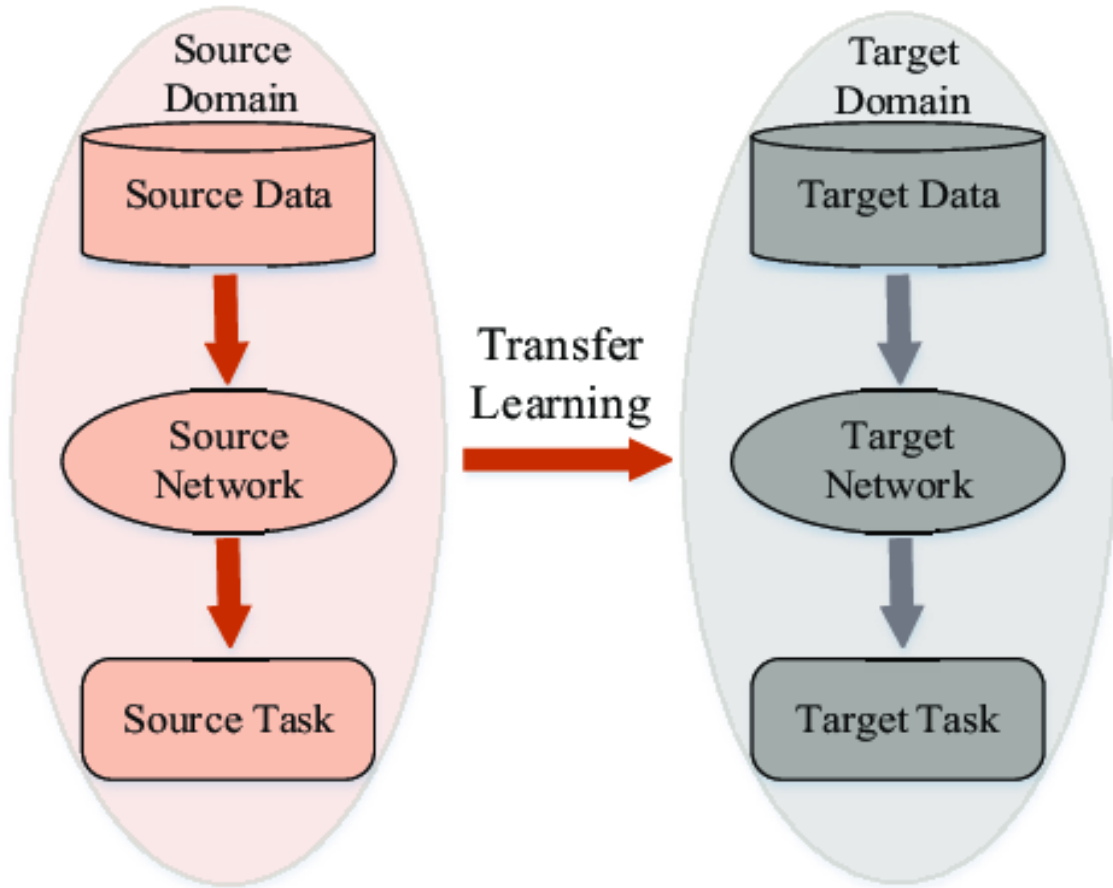 Source
Domain
Source Data
Source
Network
Source Task
Transfer
Learning
Target
Domain
Target Data
Target
Network
Target Task